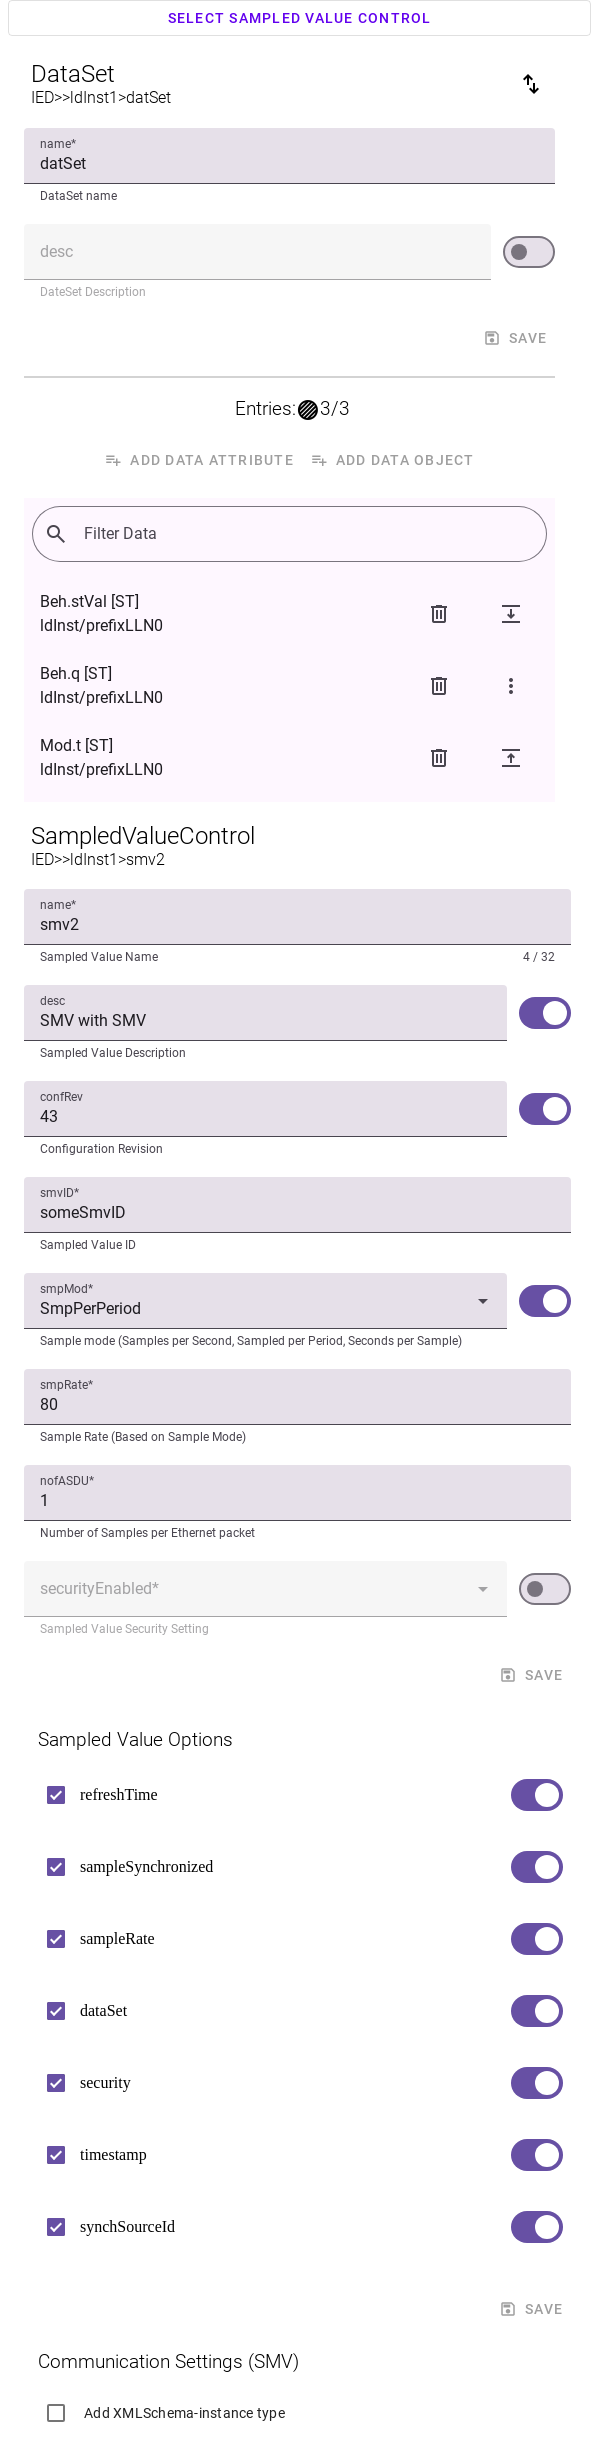 SELECT SAMPLED VALUE CONTROL
DataSet
IED>>ldInst1>datSet
name*
datSet
DataSet name
desc
DateSet Description
SAVE
Entries: 3/3
ADD DATA ATTRIBUTE ADD DATA OBJECT
Filter Data
Beh.stVal [ST]
ldInst/prefixLLN0
Beh.q [ST]
ldInst/prefixLLN0
Mod.t [ST]
ldInst/prefixLLN0
SampledValueControl
IED>>ldInst1>smv2
name*
smv2
Sampled Value Name 4 / 32
desc
SMV with SMV
Sampled Value Description
confRev
43
Configuration Revision
smvID*
someSmvID
Sampled Value ID
smpMod*
SmpPerPeriod
Sample mode (Samples per Second, Sampled per Period, Seconds per Sample)
smpRate*
80
Sample Rate (Based on Sample Mode)
nofASDU*
1
Number of Samples per Ethernet packet
securityEnabled*
Sampled Value Security Setting
SAVE
Sampled Value Options
refreshTime
sampleSynchronized
sampleRate
dataSet
security
timestamp
synchSourceId
SAVE
Communication Settings (SMV)
Add XMLSchema-instance type